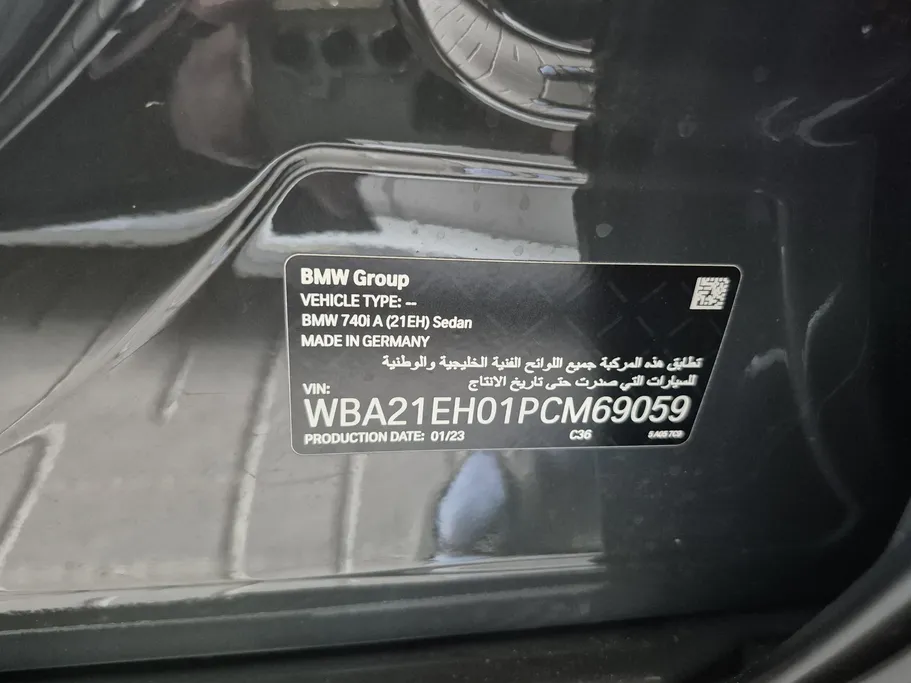 BMW Group
VEHICLE TYPE: --
BMW 740i A (21EH) Sedan
MADE IN GERMANY
تطابق هذه المركبة جميع اللوائح الفنية الخليجية والوطنية
للسيارات التي صدرت حتى تاريخ الانتاج
VIN:
WBA21EH01PCM69059
PRODUCTION DATE: 01/23 C36 5A057C9